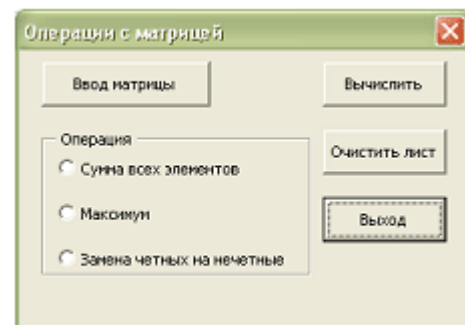 Операции с матрицей
Ввод матрицы
Вычислить
Операция
Сумма всех элементов
Очистить лист
Максимум
Выход
Замена четных на нечетные